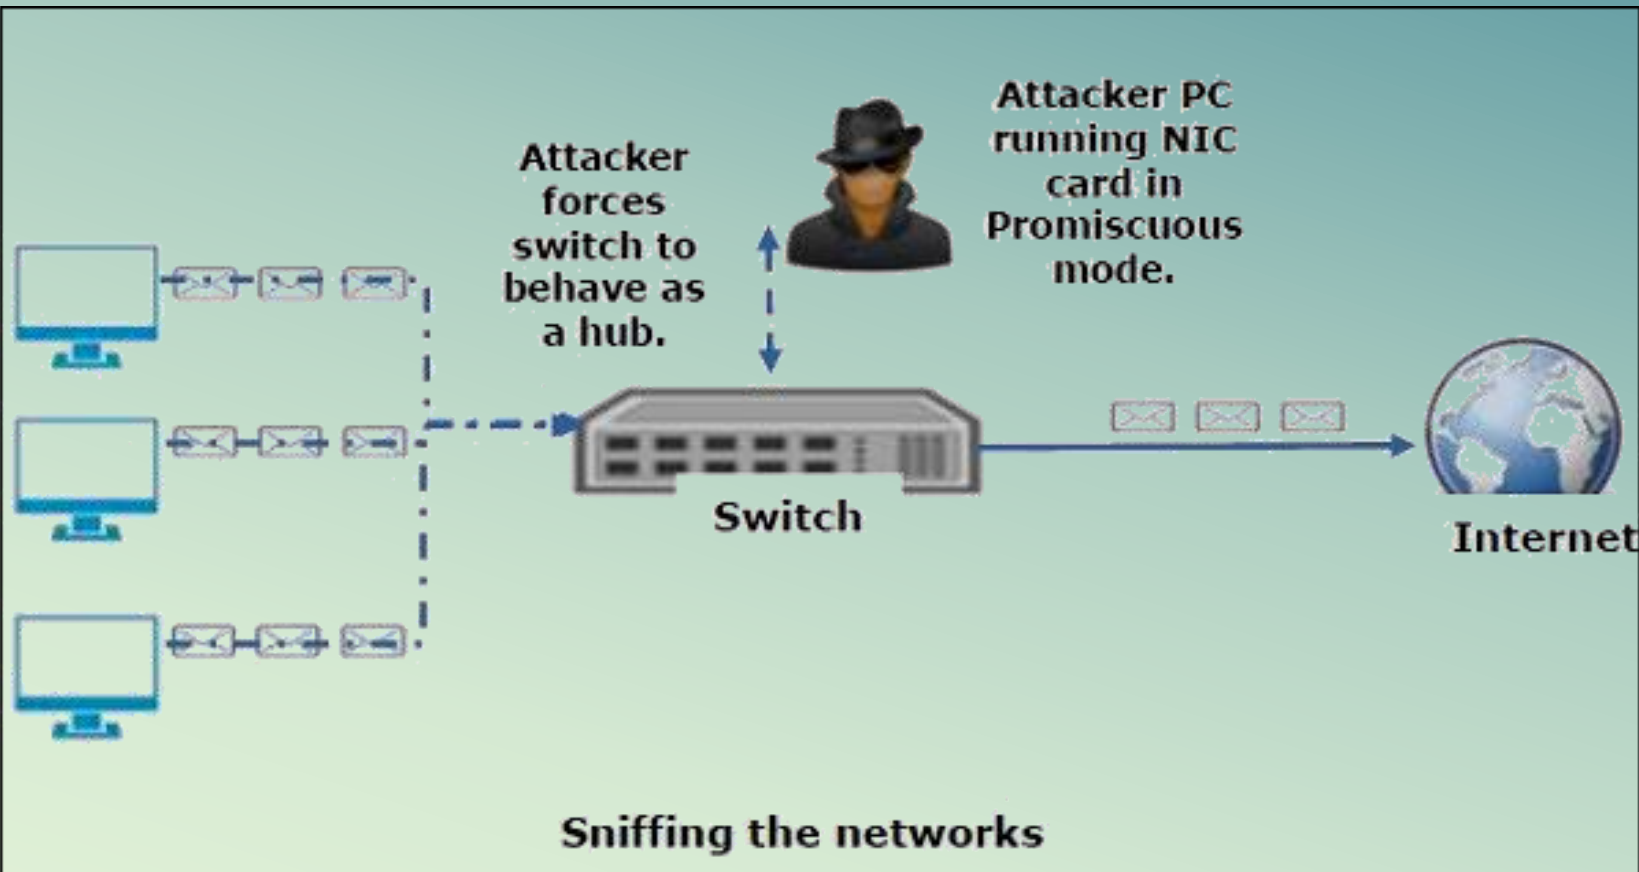 Attacker
forces
switch to
behave as
a hub.
Attacker PC
running NIC
card in
Promiscuous
mode.
Switch
Internet
Sniffing the networks